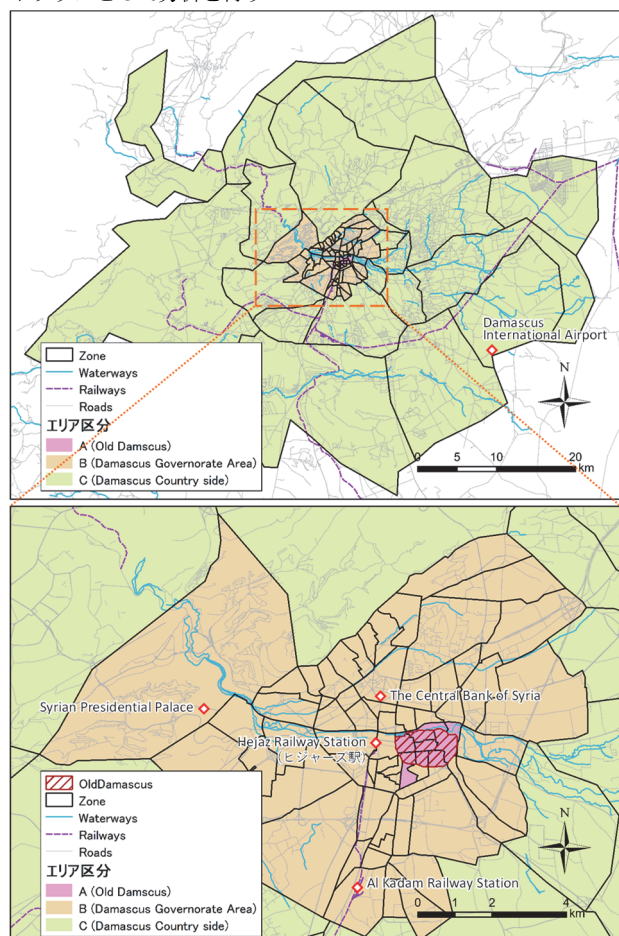 Damascus
International Airport
Zone
Waterways
Railways
Roads
エリア区分
A (Old Damscus)
B (Damascus Governorate Area)
C (Damascus Country side)
N
0 5 10 20
km
Syrian Presidential Palace
The Central Bank of Syria
Hejaz Railway Station
(ヒジャーズ駅)
OldDamascus
Zone
Waterways
Railways
Roads
エリア区分
A (Old Damscus)
B (Damascus Governorate Area)
C (Damascus Country side)
Al Kadam Railway Station
N
0 1 2 4
km